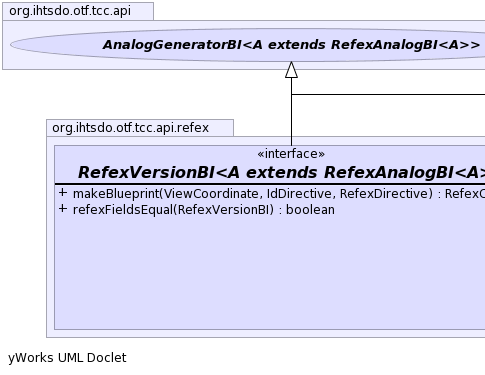 org.ihtsdo.otf.tcc.api
AnalogGeneratorBI<A extends RefexAnalogBI<A>>
org.ihtsdo.otf.tcc.api.refex
«interface»
RefexVersionBI<A extends RefexAnalogBI<A>
+ makeBlueprint(ViewCoordinate, IdDirective, RefexDirective) : RefexC
+ refexFieldsEqual(RefexVersionBI) : boolean
yWorks UML Doclet